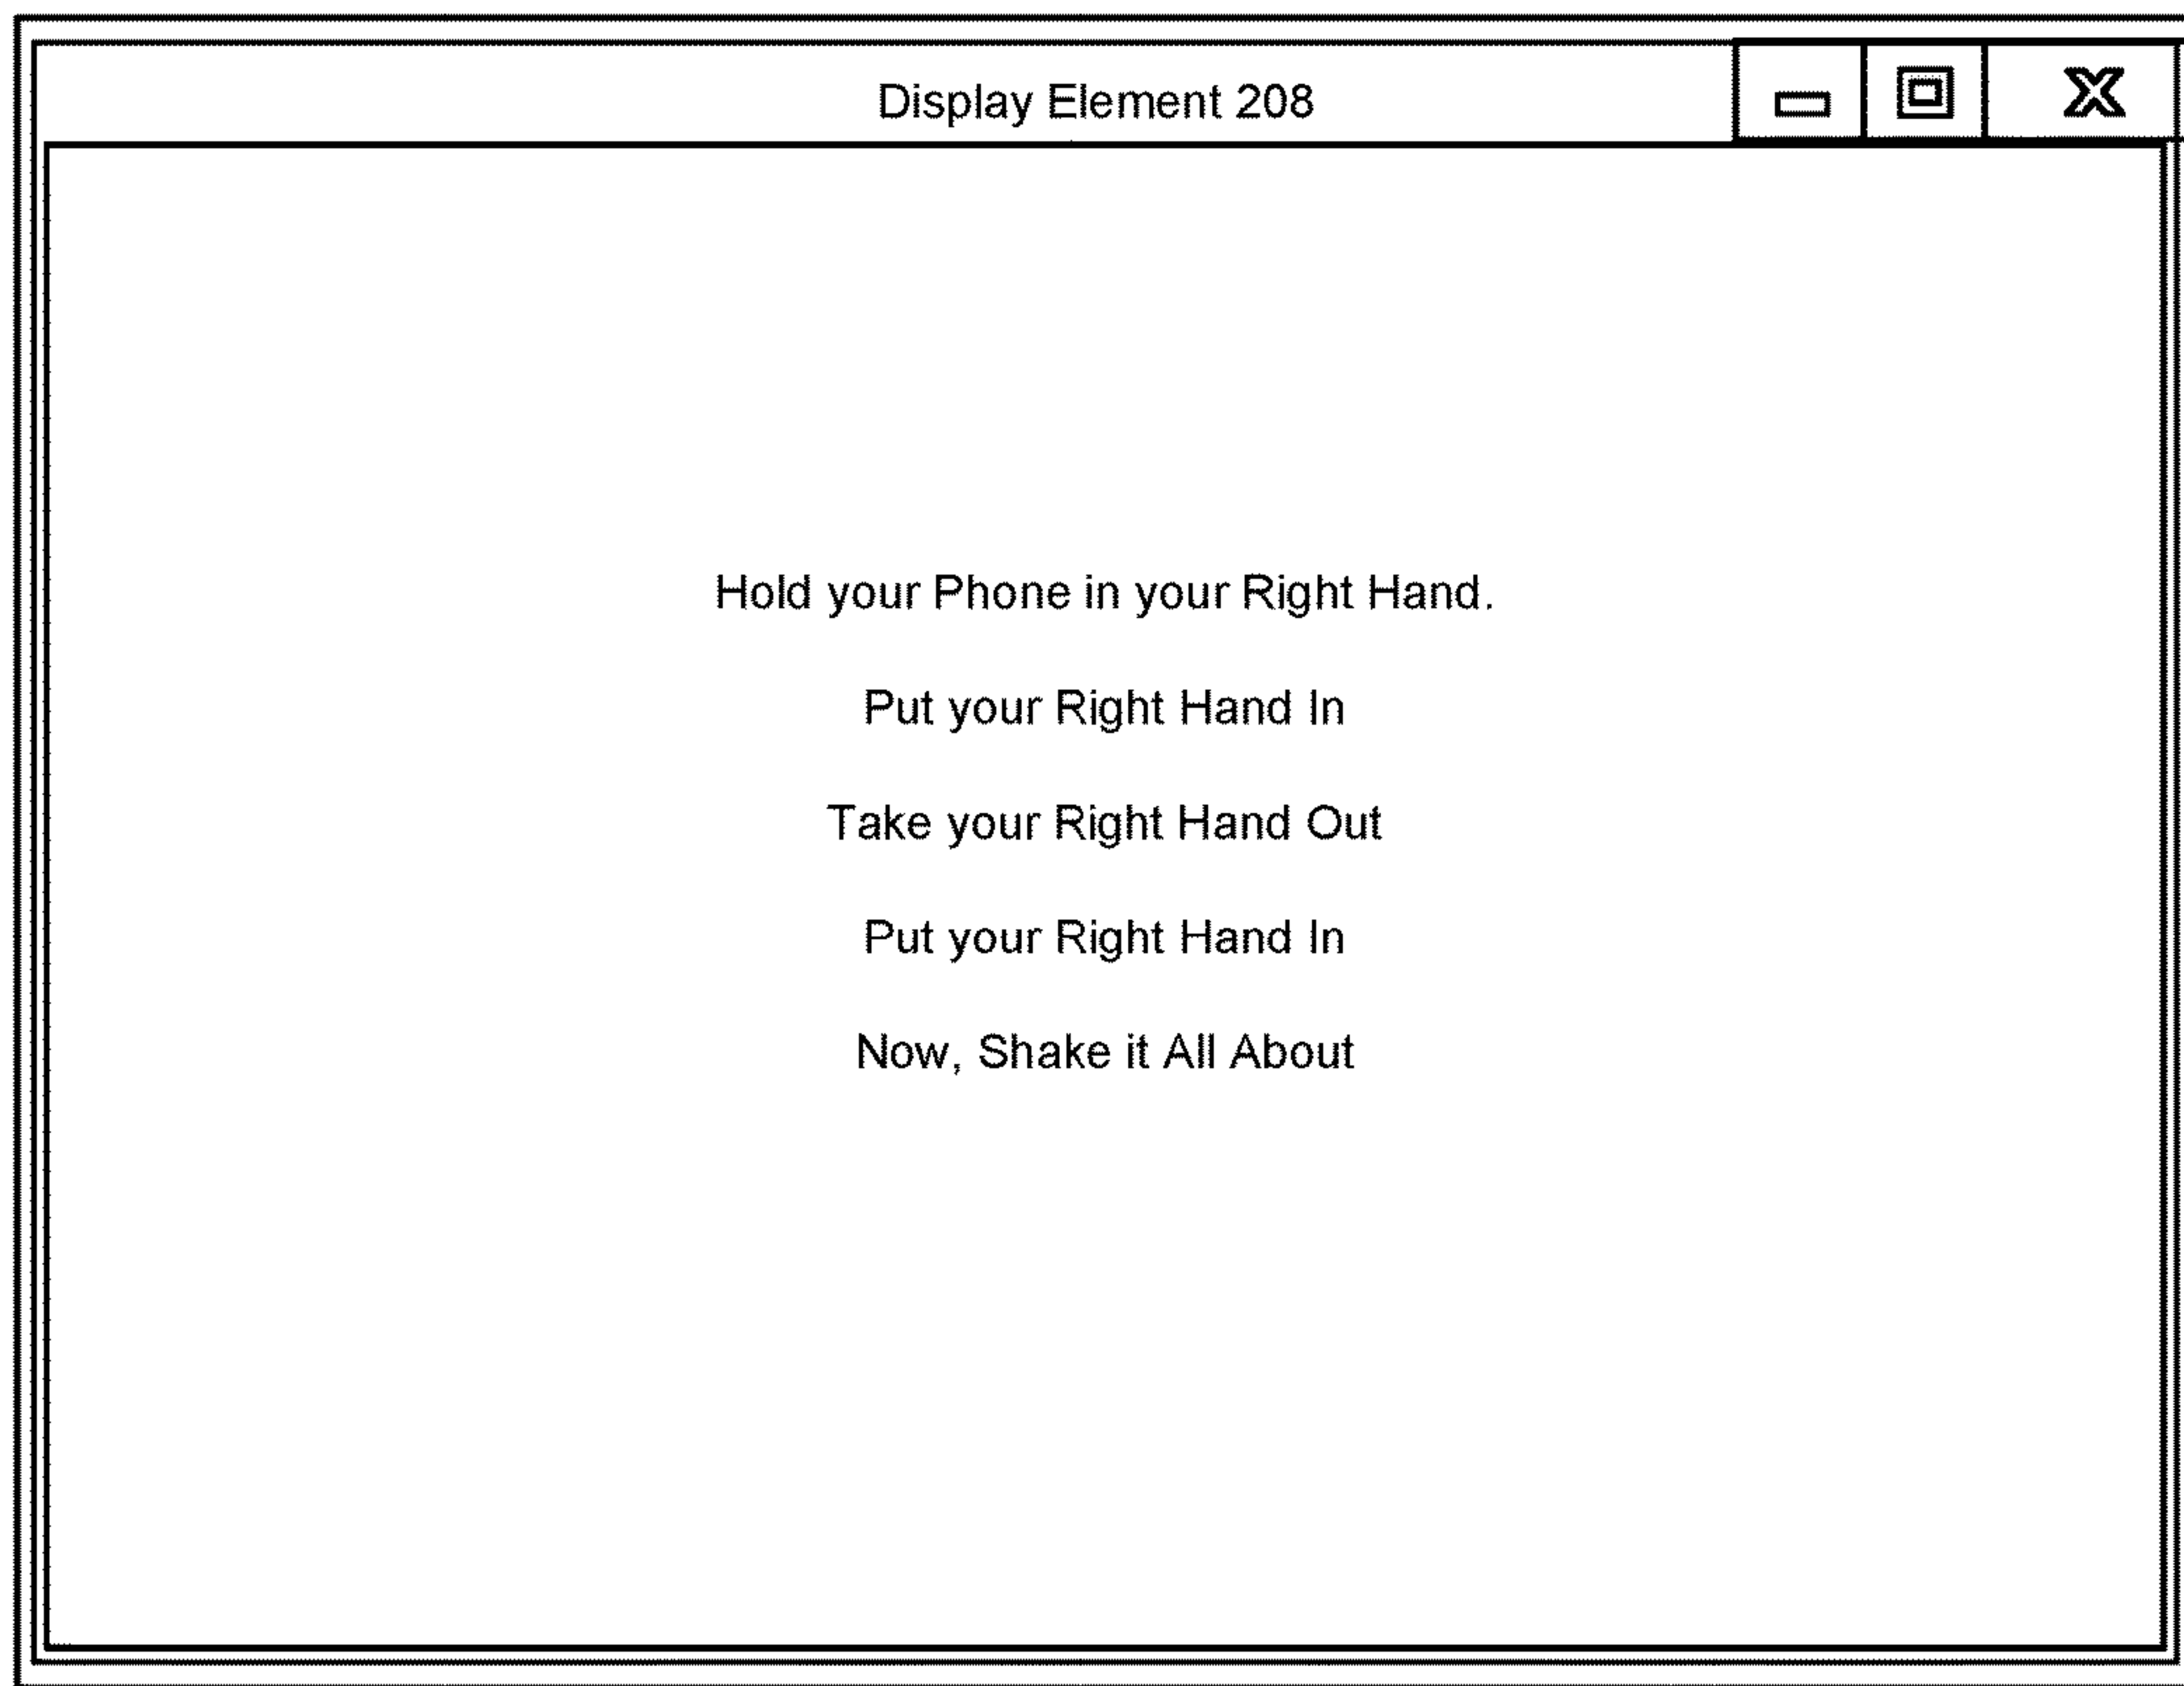 Display Element 208
X
Hold your Phone in your Right Hand.
Put your Right Hand In
Take your Right Hand Out
Put your Right Hand In
Now, Shake it All About